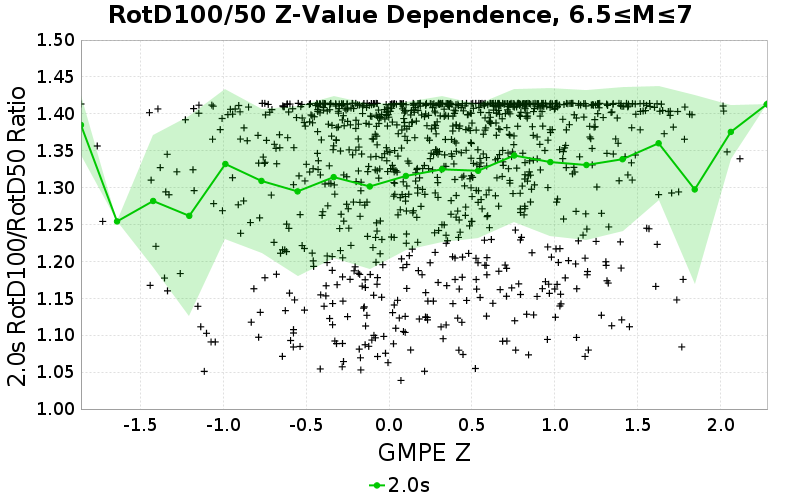 RotD100/50 Z-Value Dependence, 6.5≤M≤7
2.0s RotD100/RotD50 Ratio
1.50
1.45
1.40
1.35
1.30
1.25
1.20
1.15
1.10
1.05
1.00
-1.5 -1.0 -0.5 0.0 0.5 1.0 1.5 2.0
GMPE Z
2.0s